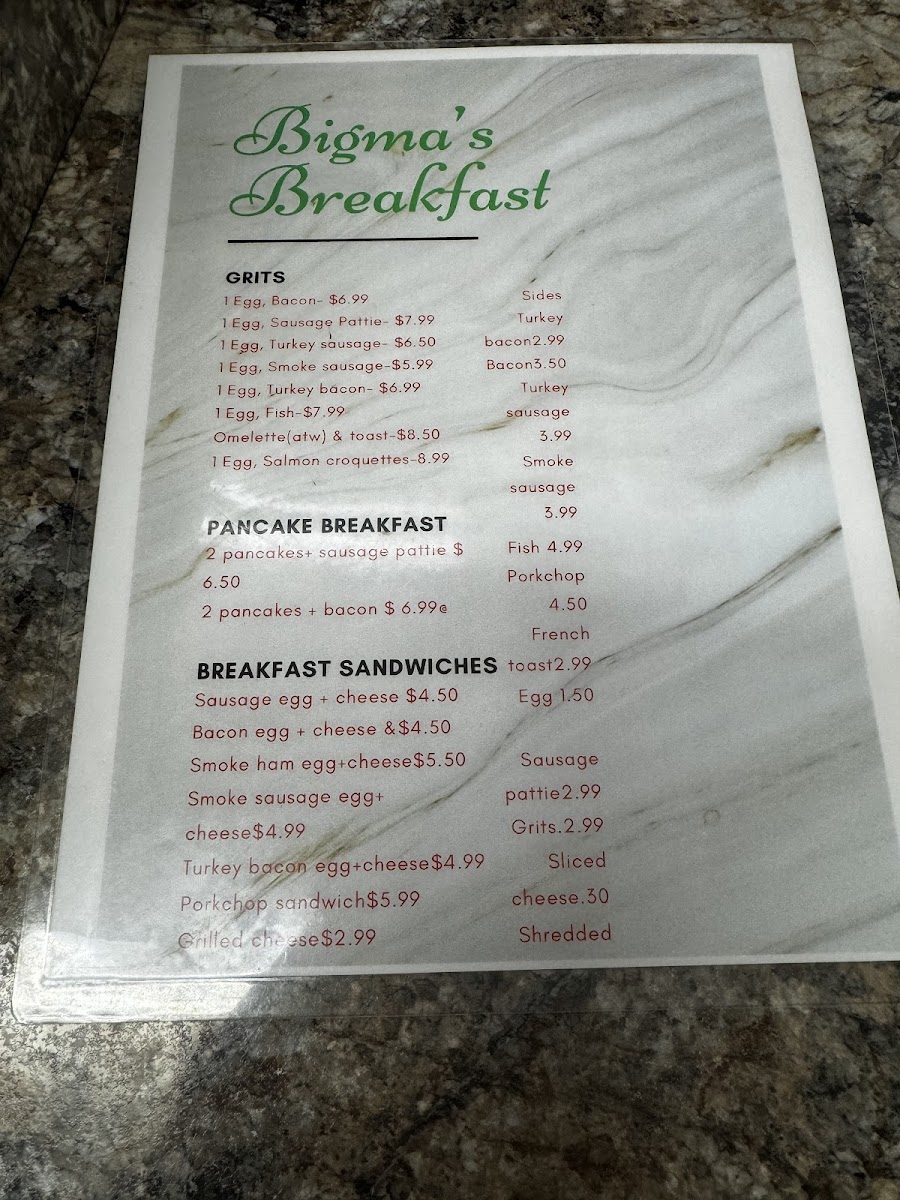 Bigma's
Breakfast
GRITS
1 Egg, Bacon- $6.99
1 Egg, Sausage Pattie- $7.99
1 Egg, Turkey sausage- $6.50
1 Egg, Smoke sausage-$5.99
1 Egg, Turkey bacon- $6.99
1 Egg, Fish-$7.99
Omelette(atw) & toast-$8.50
1 Egg, Salmon croquettes-8.99
PANCAKE BREAKFAST
2 pancakes+ sausage pattie $
6.50
2 pancakes + bacon $ 6.99@
BREAKFAST SANDWICHES
Sausage egg + cheese $4.50
Bacon egg + cheese &$4.50
Smoke ham egg+cheese$5.50
Smoke sausage egg+
cheese$4.99
Turkey bacon egg+cheese$4.99
Porkchop sandwich$5.99
Grilled cheese$2.99
Sides
Turkey
bacon2.99
Bacon3.50
Turkey
sausage
3.99
Smoke
sausage
3.99
Fish 4.99
Porkchop
4.50
French
toast2.99
Egg 1.50
Sausage
pattie2.99
Grits.2.99
Sliced
cheese.30
Shredded